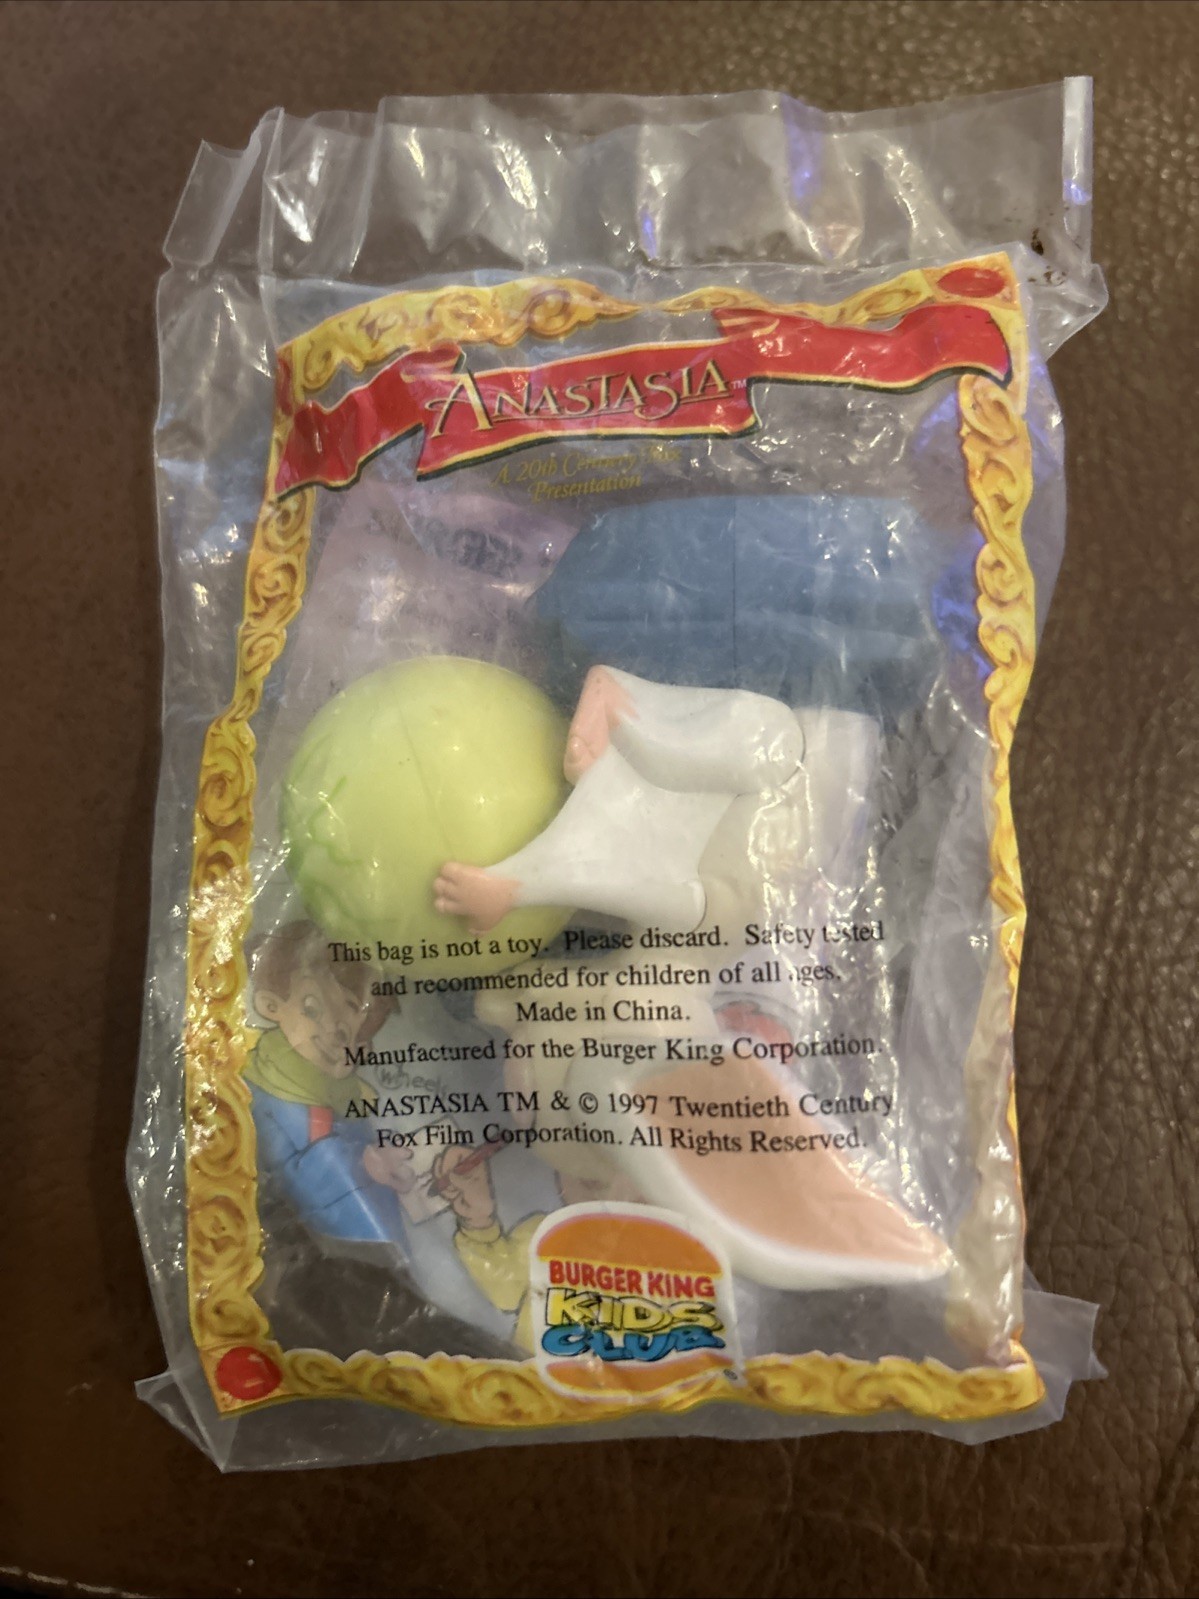 ANASTASIA™
A 20th Century Fox
Presentation
This bag is not a toy. Please discard. Safety tested
and recommended for children of all ages.
Made in China.
Manufactured for the Burger King Corporation.
Wheel
ANASTASIA TM & © 1997 Twentieth Century
Fox Film Corporation. All Rights Reserved.
BURGER KING
KIDS
CLUB
®